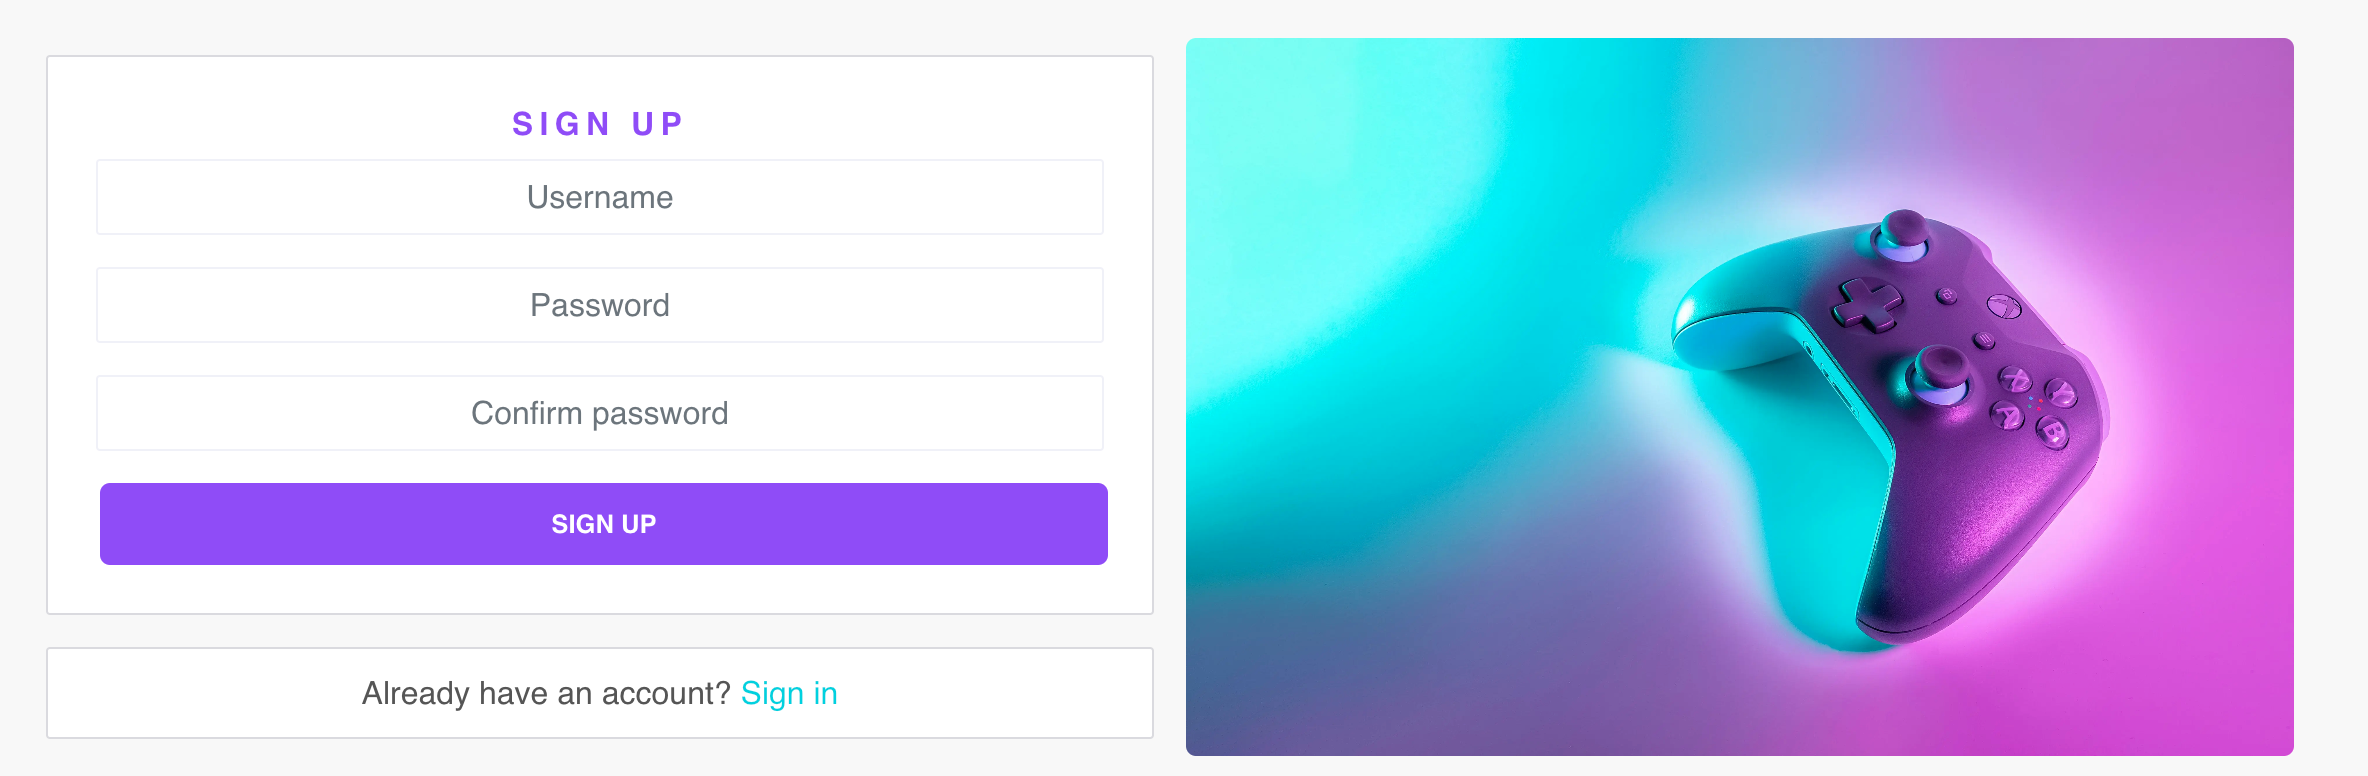 SIGN UP
Username
Password
Confirm password
SIGN UP
Already have an account? Sign in
X
Y
A
B